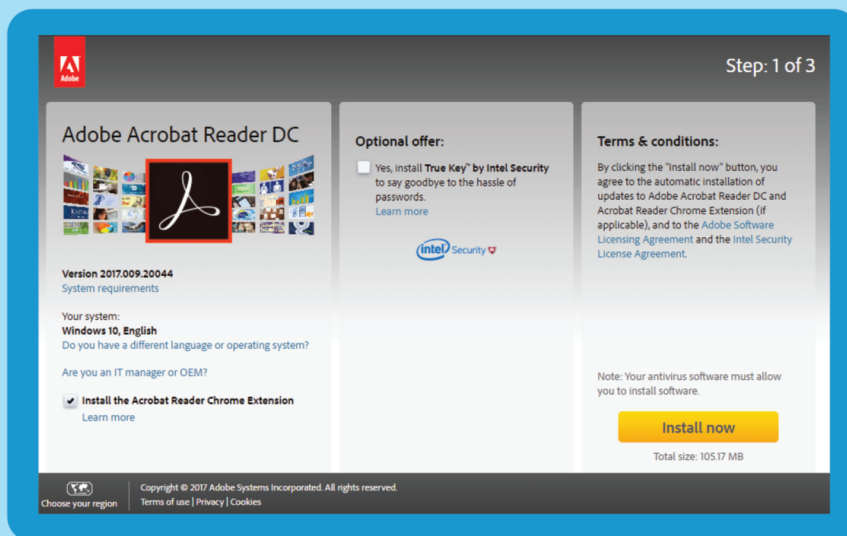 Adobe
Step: 1 of 3
Adobe Acrobat Reader DC
Version 2017.009.20044
System requirements
Your system:
Windows 10, English
Do you have a different language or operating system?
Are you an IT manager or OEM?
Install the Acrobat Reader Chrome Extension
Learn more
Optional offer:
Yes, install True Key™ by Intel Security
to say goodbye to the hassle of
passwords.
Learn more
intel Security
Terms & conditions:
By clicking the "Install now" button, you
agree to the automatic installation of
updates to Adobe Acrobat Reader DC and
Acrobat Reader Chrome Extension (if
applicable), and to the Adobe Software
Licensing Agreement and the Intel Security
License Agreement.
Note: Your antivirus software must allow
you to install software.
Install now
Total size: 105.17 MB
Choose your region
Copyright © 2017 Adobe Systems Incorporated. All rights reserved.
Terms of use | Privacy | Cookies